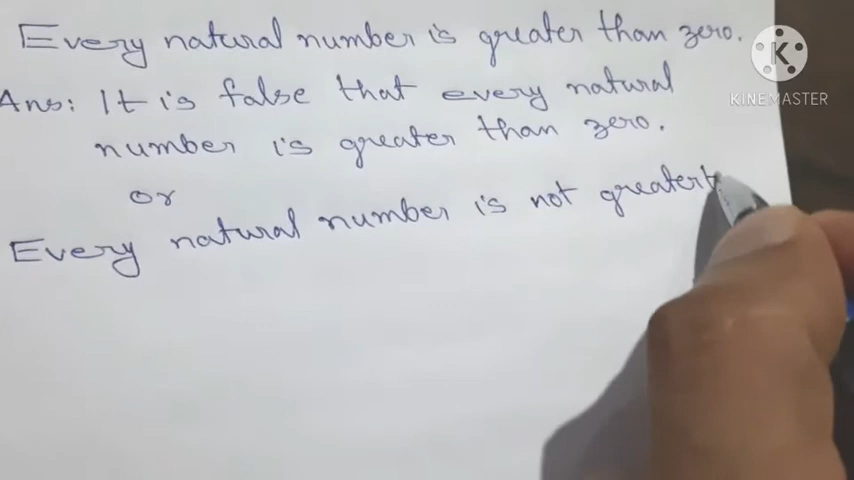 Every natural number is greater than zero.
K
KINEMASTER
Ans: It is false that every natural
number is greater than zero.
or
Every natural number is not greater